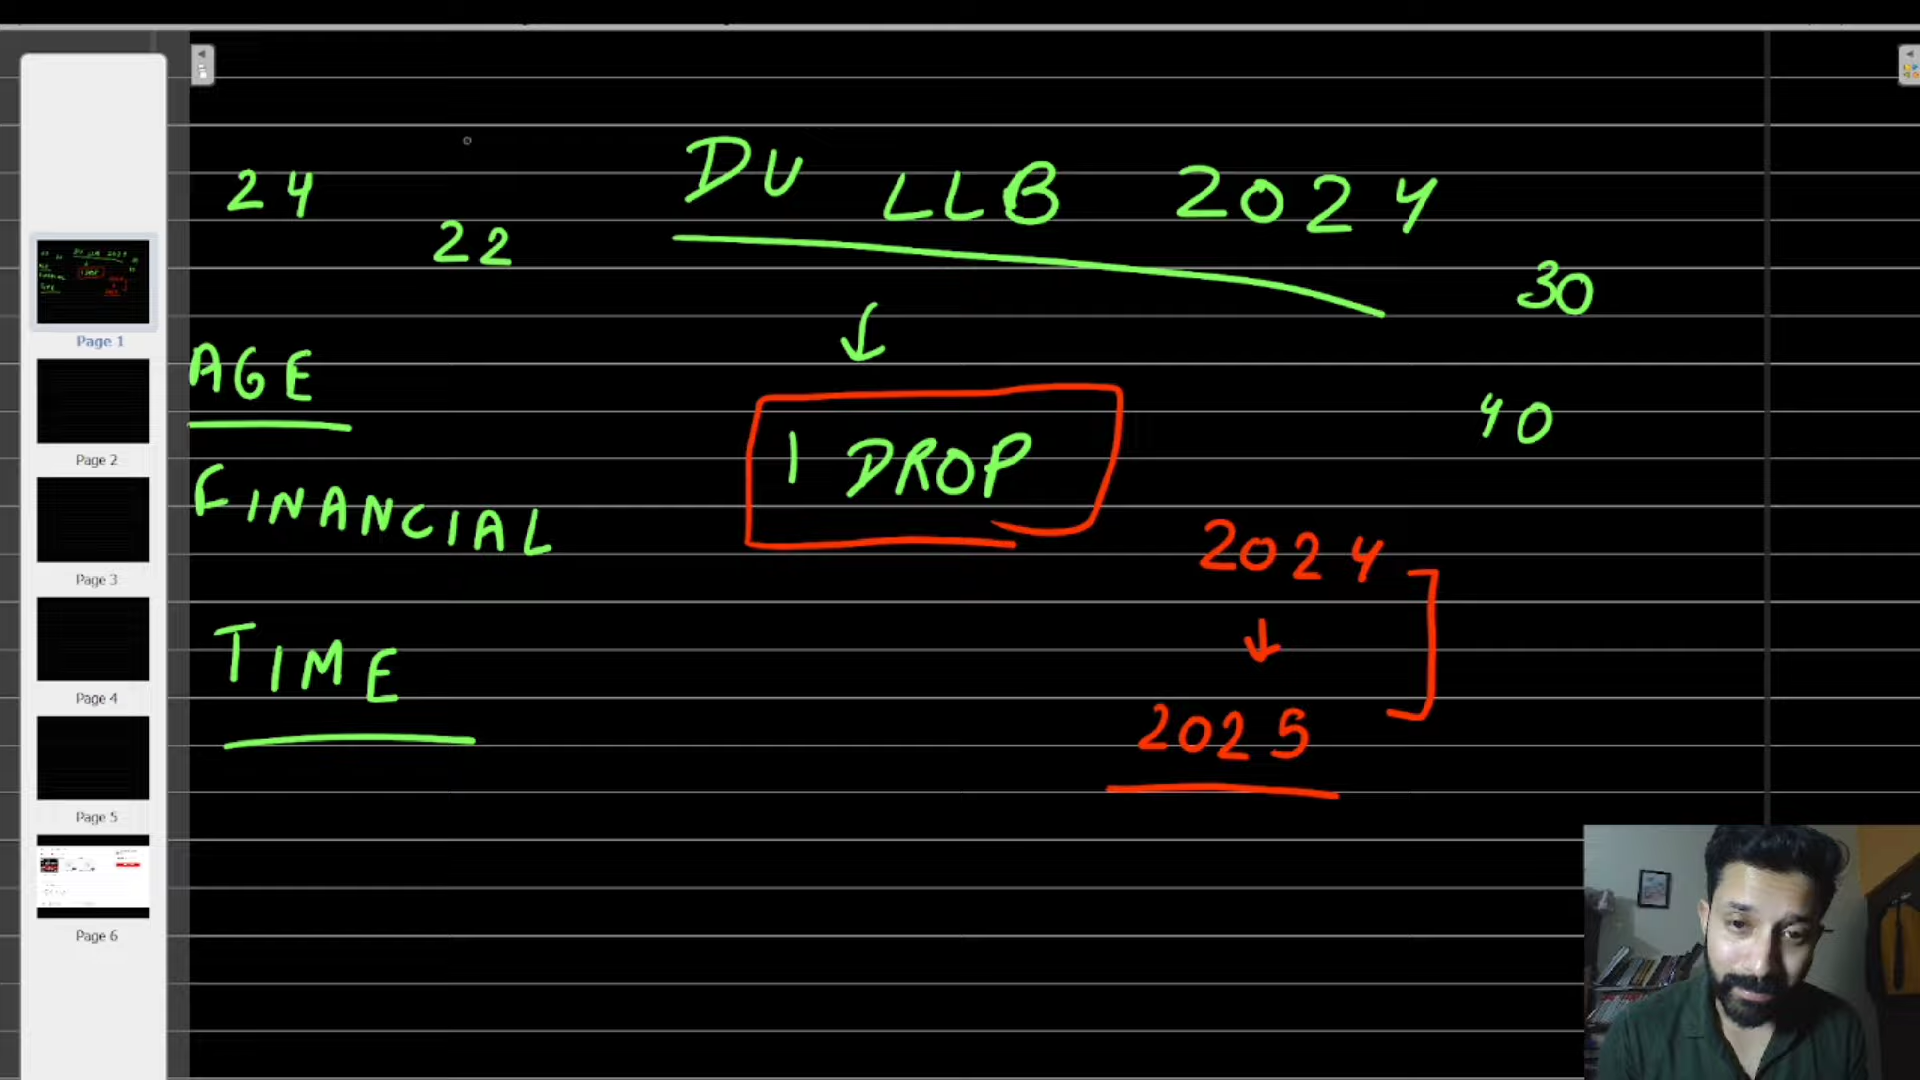 24
22
DU LLB 2024
30
AGE
1 DROP
40
FINANCIAL
2024
TIME
2025
Page 1
Page 2
Page 3
Page 4
Page 5
Page 6